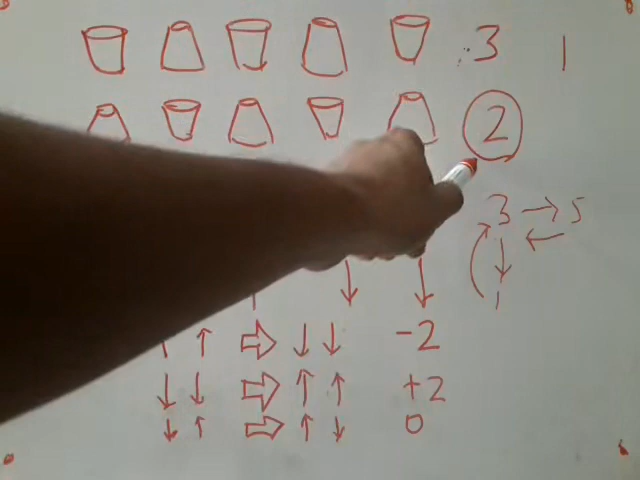 3 1
2
3 → 5
←
↓
1
↓ ↓
↑ ⇨ ↓ ↓ -2
↓ ↓ ⇨ ↑ ↑ +2
↓ ↑ ⇨ ↑ ↓ 0